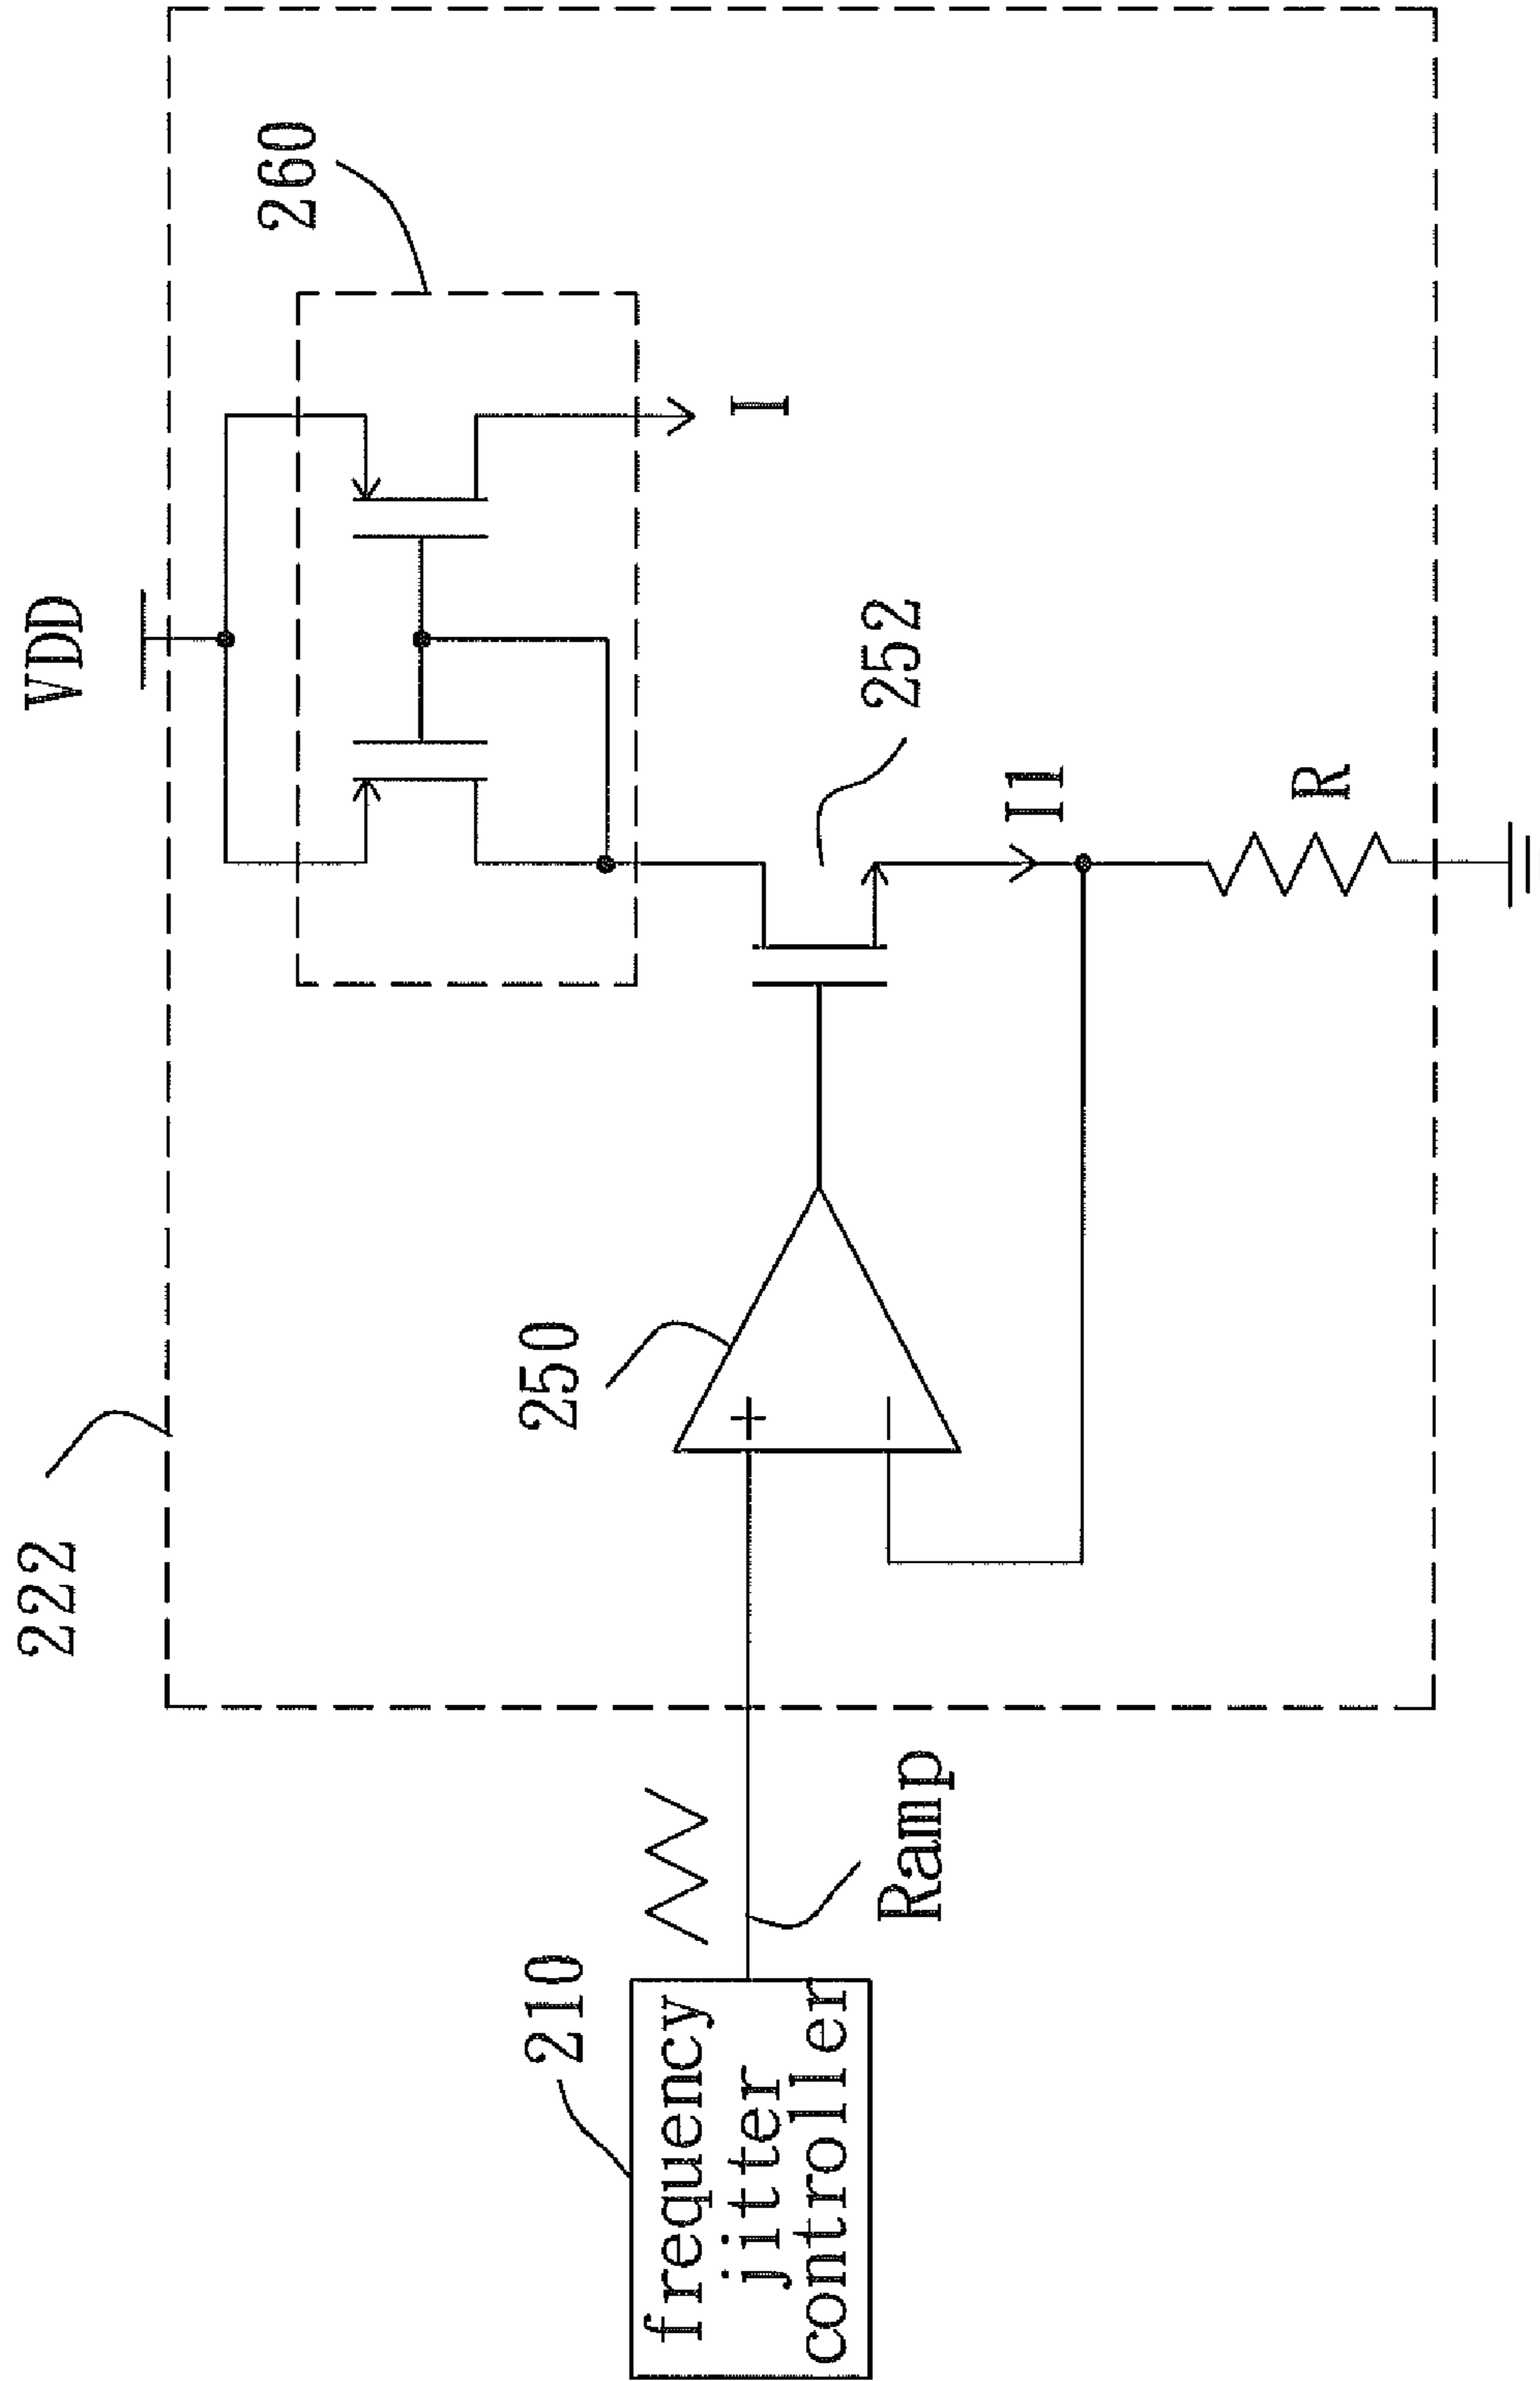 222
VDD
260
210
frequency
jitter
controller
Ramp
250
+
−
252
I
I1
R